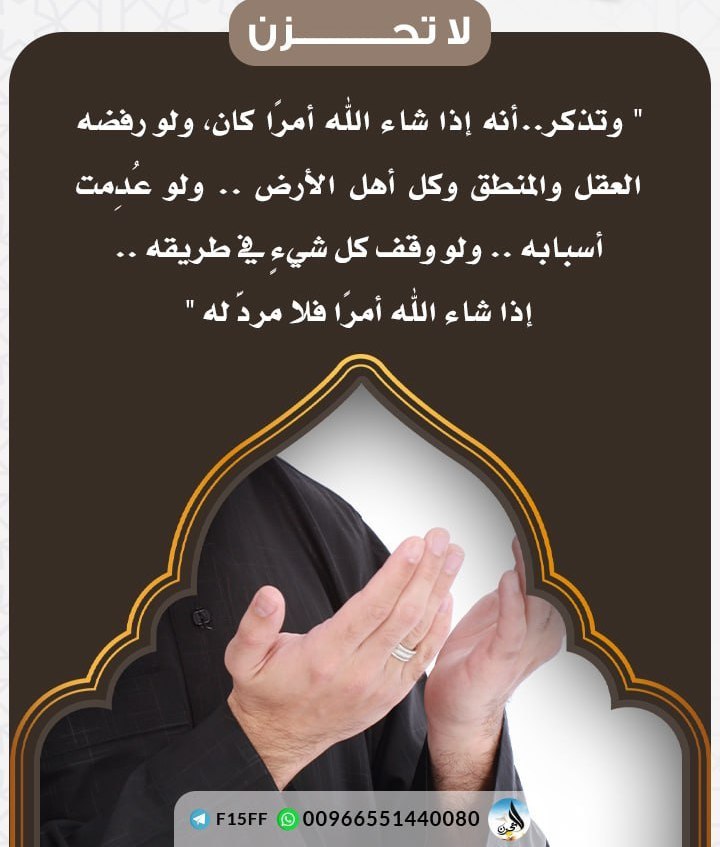 لا تحـــزن
" وتذكر..أنه إذا شاء الله أمرًا كان، ولو رفضه
العقل والمنطق وكل أهل الأرض .. ولو عُدِمت
أسبابه .. ولو وقف كل شيءٍ في طريقه ..
إذا شاء الله أمرًا فلا مردّ له "
F15FF 00966551440080